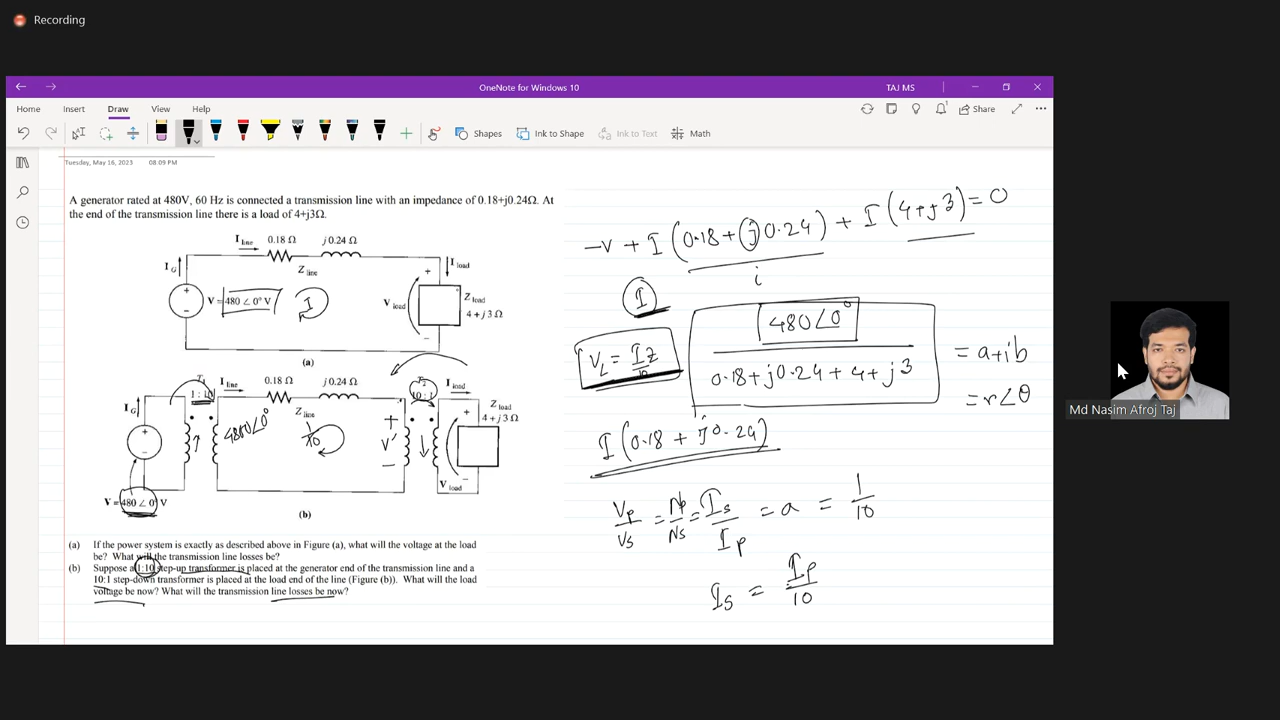 Recording
OneNote for Windows 10
TAJ MS
Home Insert Draw View Help
Share
Shapes Ink to Shape Ink to Text Math
Tuesday, May 16, 2023 08:09 PM
A generator rated at 480V, 60 Hz is connected a transmission line with an impedance of 0.18+j0.24Ω. At
the end of the transmission line there is a load of 4+j3Ω.
I line 0.18 Ω j0.24 Ω
Z line
I G
I load
V = 480 ∠ 0° V
I
V load
Z load
4 + j 3 Ω
(a)
T1
1 : 10
I line 0.18 Ω j0.24 Ω
T2
10 : 1
I load
I G
Z line
Z load
4 + j 3 Ω
4800∠0°
1/10
+
V'
-
V load
V = 480 ∠ 0° V
(b)
(a) If the power system is exactly as described above in Figure (a), what will the voltage at the load
be? What will the transmission line losses be?
(b) Suppose a 1:10 step-up transformer is placed at the generator end of the transmission line and a
10:1 step-down transformer is placed at the load end of the line (Figure (b)). What will the load
voltage be now? What will the transmission line losses be now?
-V + I (0.18 + j0.24) + I (4+j3) = 0
i
I
480∠0°
0.18+j0.24+4+j3
= a+ib
= r∠θ
VL = IZ
I (0.18 + j0.24)
Vp/Vs = Np/Ns = Is/Ip = a = 1/10
Is = Ip/10
Md Nasim Afroj Taj